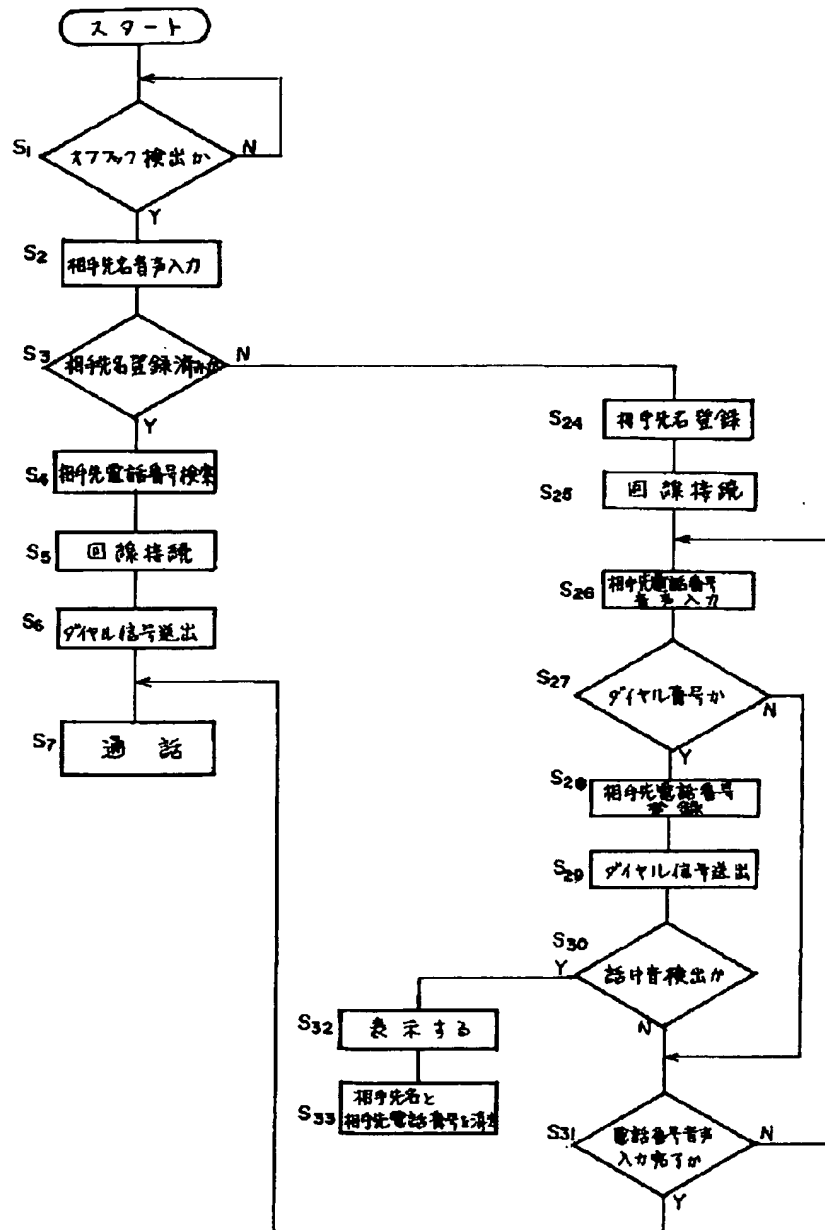 スタート
S1
オフフック検出か
N
Y
S2
相手先名音声入力
S3
相手先名登録済みか
N
Y
S4
相手先電話番号検索
S5
回線接続
S6
ダイヤル信号送出
S7
通話
S24
相手先名登録
S25
回線接続
S26
相手先電話番号
音声入力
S27
ダイヤル番号か
N
Y
S28
相手先電話番号
登録
S29
ダイヤル信号送出
S30
話中音検出か
Y
N
S32
表示する
S33
相手先名と
相手先電話番号を消去
S31
電話番号音声
入力完了か
N
Y